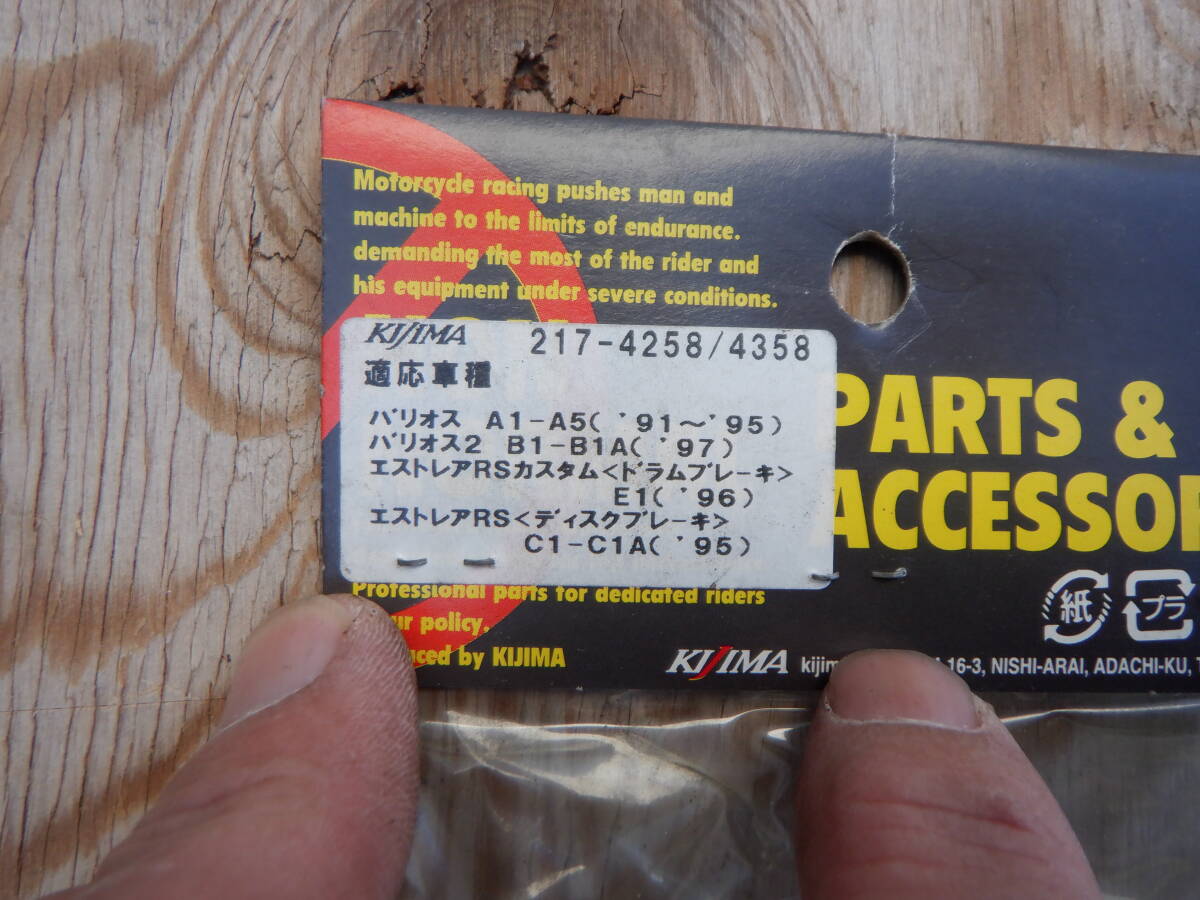 Motorcycle racing pushes man and
machine to the limits of endurance.
demanding the most of the rider and
his equipment under severe conditions.
KIJIMA 217-4258/4358
適応車種
バリオス A1-A5('91~'95)
バリオス2 B1-B1A('97)
エストレアRSカスタム<ドラムブレーキ>
E1('96)
エストレアRS<ディスクブレーキ>
C1-C1A('95)
PARTS &
ACCESSOR
Professional parts for dedicated riders
policy.
by KIJIMA
KIJIMA 16-3, NISHI-ARAI, ADACHI-KU,
紙
プラ